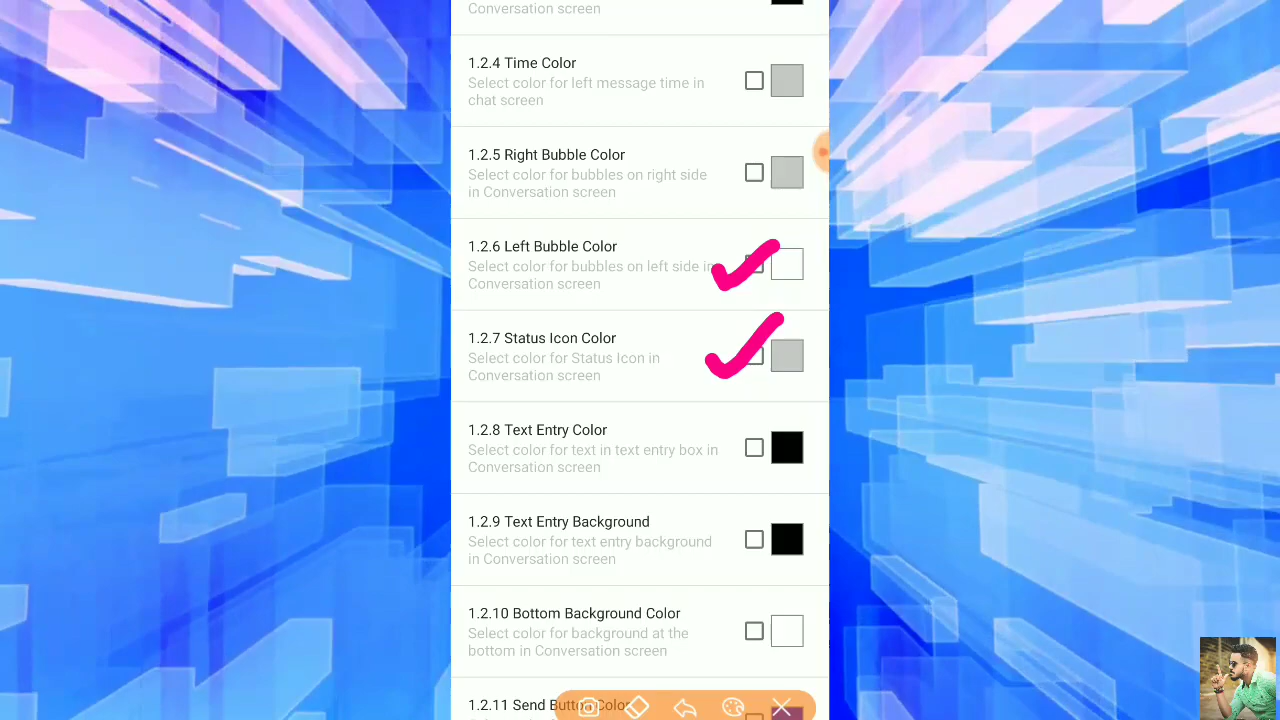 Conversation screen
1.2.4 Time Color
Select color for left message time in
chat screen
1.2.5 Right Bubble Color
Select color for bubbles on right side
in Conversation screen
1.2.6 Left Bubble Color
Select color for bubbles on left side in
Conversation screen
1.2.7 Status Icon Color
Select color for Status Icon in
Conversation screen
1.2.8 Text Entry Color
Select color for text in text entry box in
Conversation screen
1.2.9 Text Entry Background
Select color for text entry background
in Conversation screen
1.2.10 Bottom Background Color
Select color for background at the
bottom in Conversation screen
1.2.11 Send Button Color